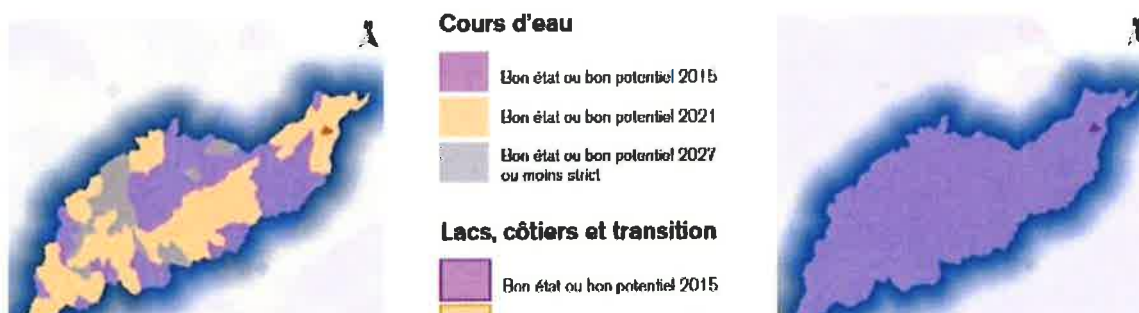 Cours d'eau
Bon état ou bon potentiel 2015
Bon état ou bon potentiel 2021
Bon état ou bon potentiel 2027
ou moins strict
Lacs, côtiers et transition
Bon état ou bon potentiel 2015